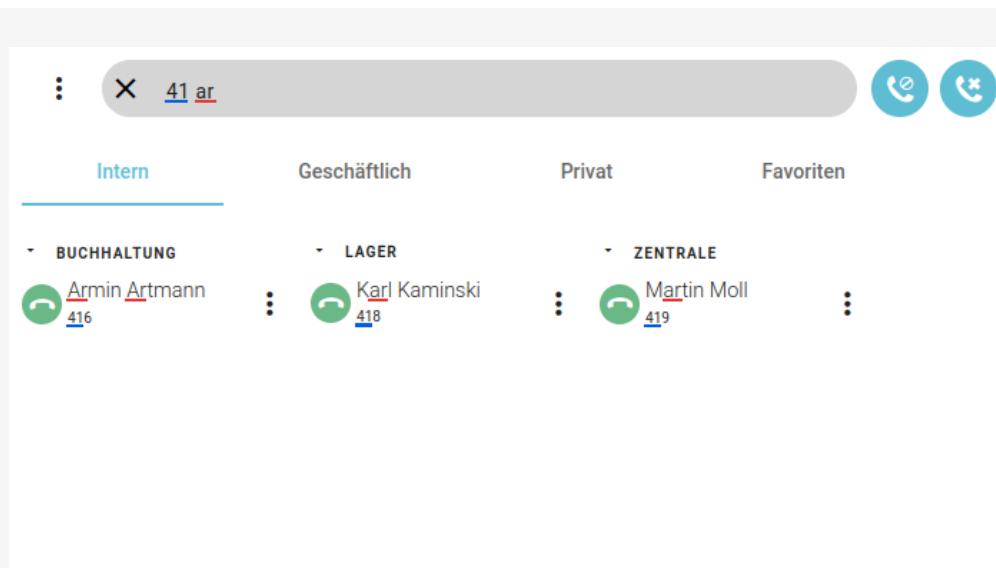 41 ar
Intern Geschäftlich Privat Favoriten
BUCHHALTUNG LAGER ZENTRALE
Armin Artmann Karl Kaminski Martin Moll
416 418 419